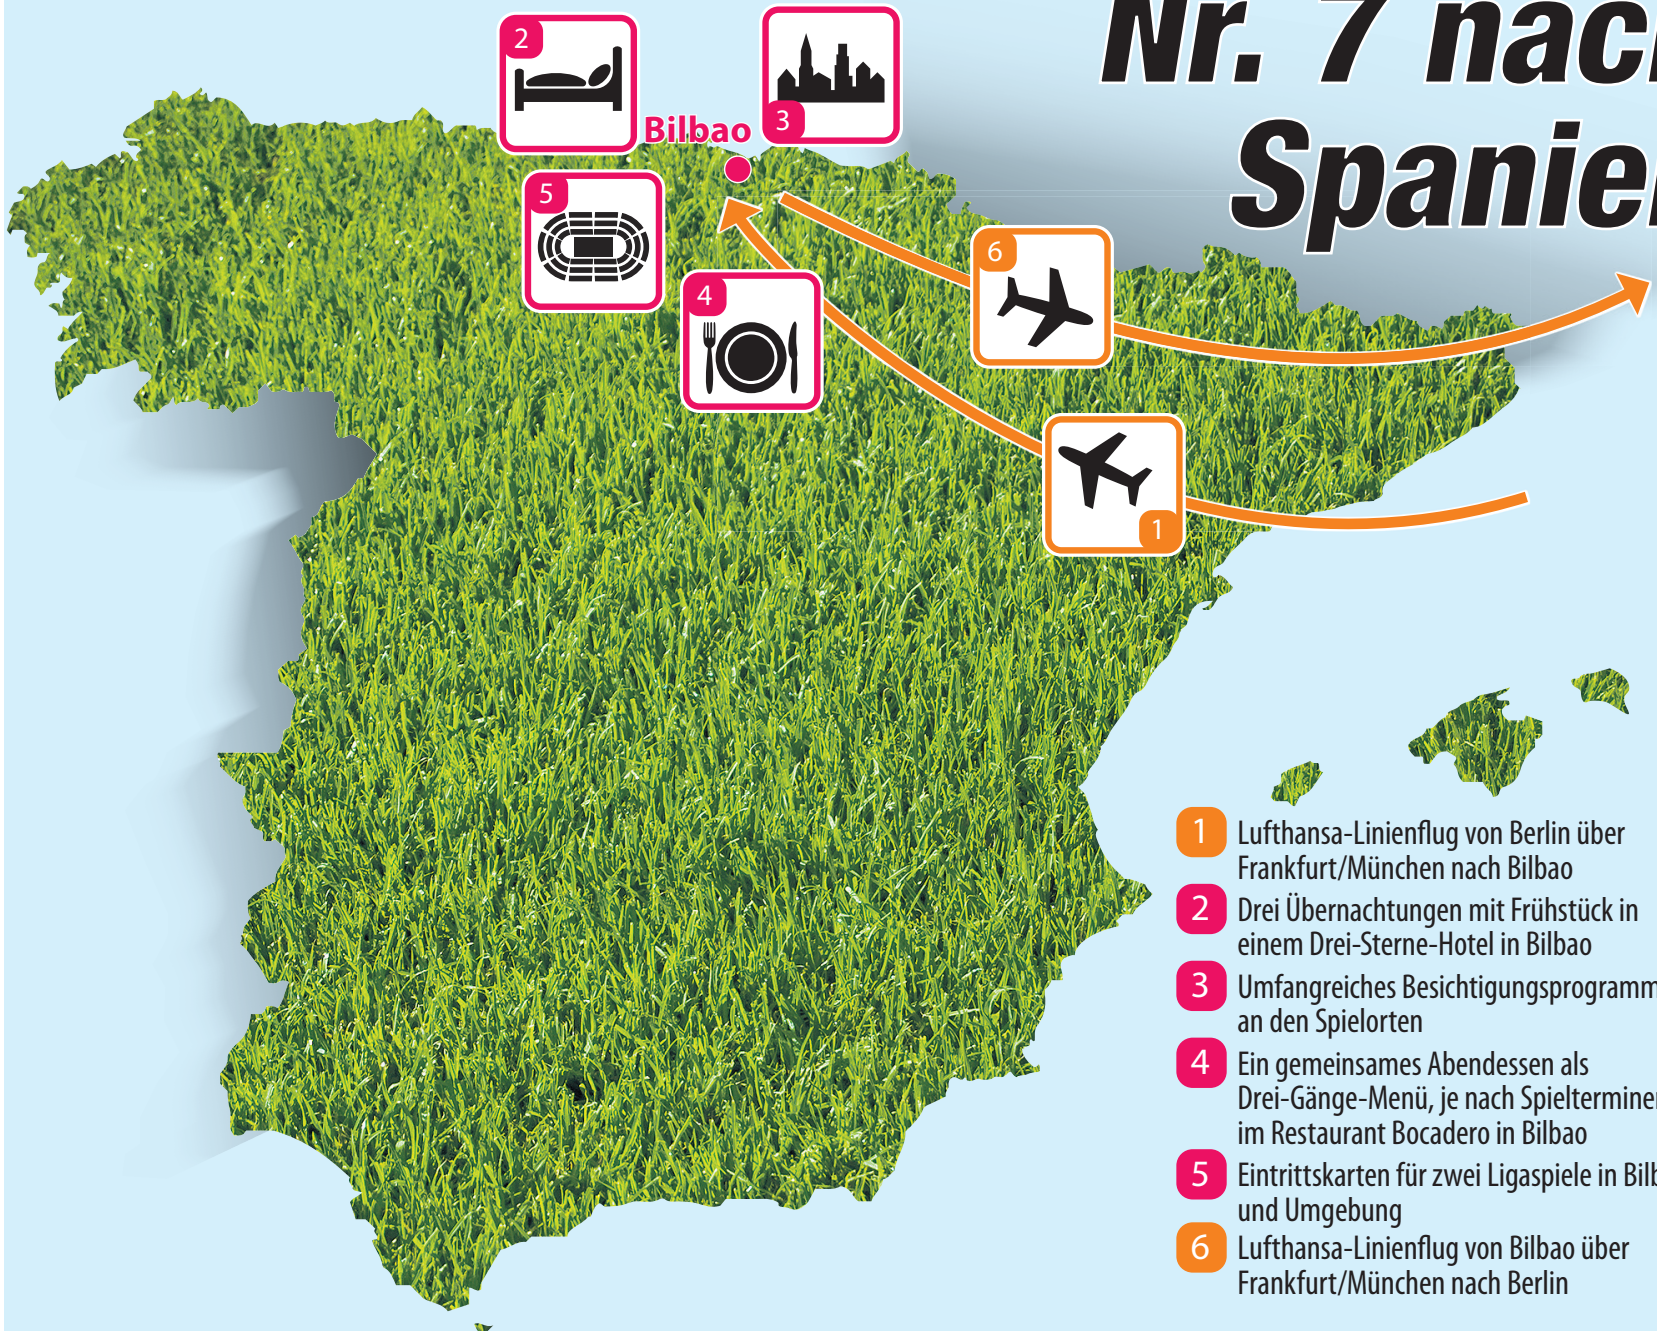 Nr. 7 nach
Spanien
2
3
Bilbao
5
6
4
1
1 Lufthansa-Linienflug von Berlin über
Frankfurt/München nach Bilbao
2 Drei Übernachtungen mit Frühstück in
einem Drei-Sterne-Hotel in Bilbao
3 Umfangreiches Besichtigungsprogramm
an den Spielorten
4 Ein gemeinsames Abendessen als
Drei-Gänge-Menü, je nach Spielterminen
im Restaurant Bocadero in Bilbao
5 Eintrittskarten für zwei Ligaspiele in Bilb
und Umgebung
6 Lufthansa-Linienflug von Bilbao über
Frankfurt/München nach Berlin